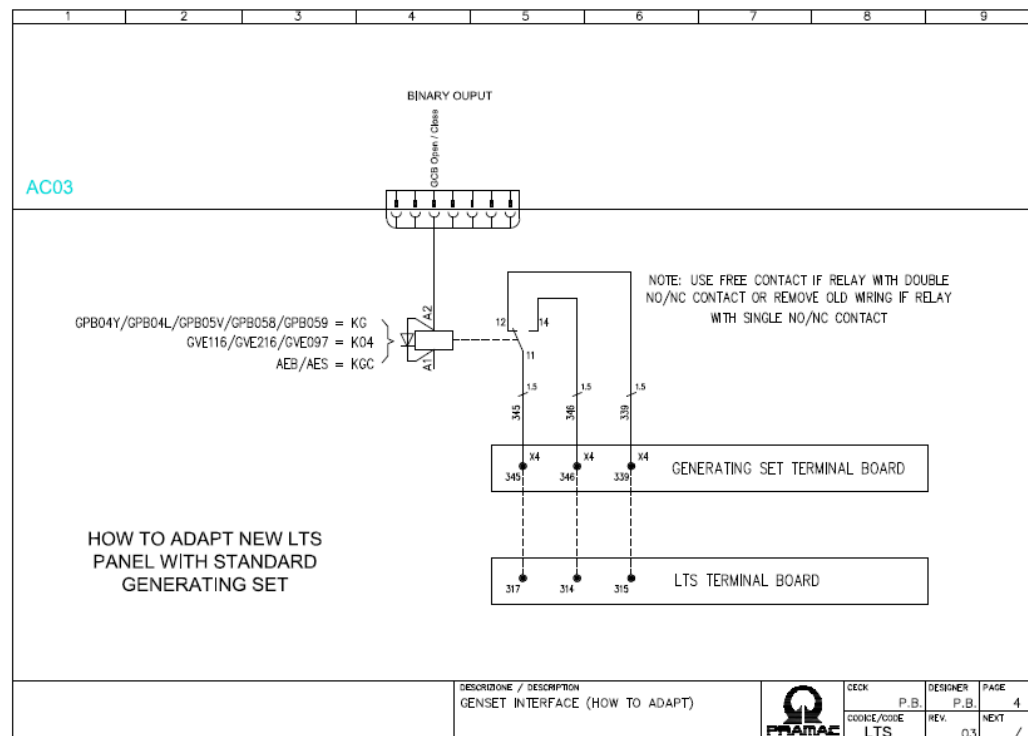 1 2 3 4 5 6 7 8 9
BINARY OUPUT
GCB Open / Close
AC03
NOTE: USE FREE CONTACT IF RELAY WITH DOUBLE
NO/NC CONTACT OR REMOVE OLD WIRING IF RELAY
WITH SINGLE NO/NC CONTACT
GPB04Y/GPB04L/GPB05V/GPB058/GPB059 = KG
GVE116/GVE216/GVE097 = K04
AEB/AES = KGC
A2
A1
12 14
11
1.5 1.5 1.5
345 346 339
X4 X4 X4
345 346 339
GENERATING SET TERMINAL BOARD
HOW TO ADAPT NEW LTS
PANEL WITH STANDARD
GENERATING SET
317 314 315
LTS TERMINAL BOARD
DESCRIZIONE / DESCRIPTION
GENSET INTERFACE (HOW TO ADAPT)
PRAMAC
CECK
P.B.
DESIGNER
P.B.
PAGE
4
CODICE/CODE
LTS
REV.
03
NEXT
/